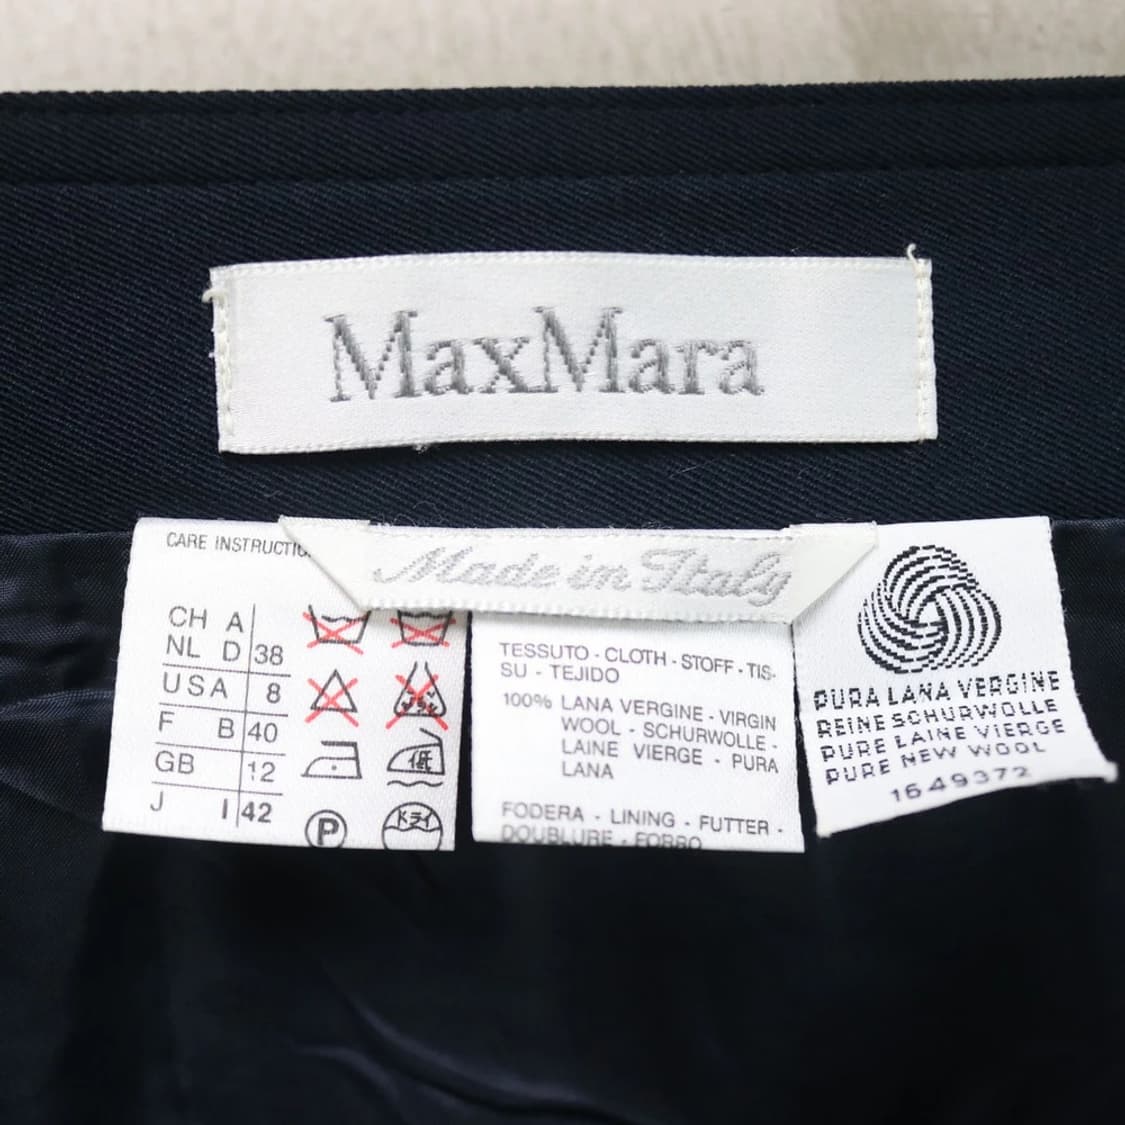 MaxMara
Made in Italy
CARE INSTRUCTIO
CH A
NL D 38
USA 8
F B 40
GB 12
J I 42
低
P
ドライ
TESSUTO - CLOTH - STOFF - TIS-
SU - TEJIDO
100% LANA VERGINE - VIRGIN
WOOL - SCHURWOLLE -
LAINE VIERGE - PURA
LANA
FODERA - LINING - FUTTER -
DOUBLURE - FORRO
PURA LANA VERGINE
REINE SCHURWOLLE
PURE LAINE VIERGE
PURE NEW WOOL
1649372